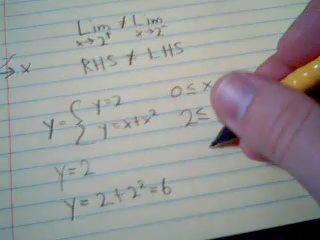 Lim x→2⁺ ≠ Lim x→2⁻
→ x
RHS ≠ LHS
y = { y=2 0 ≤ x
y=x+x² 2 ≤
y=2
y = 2+2²=6